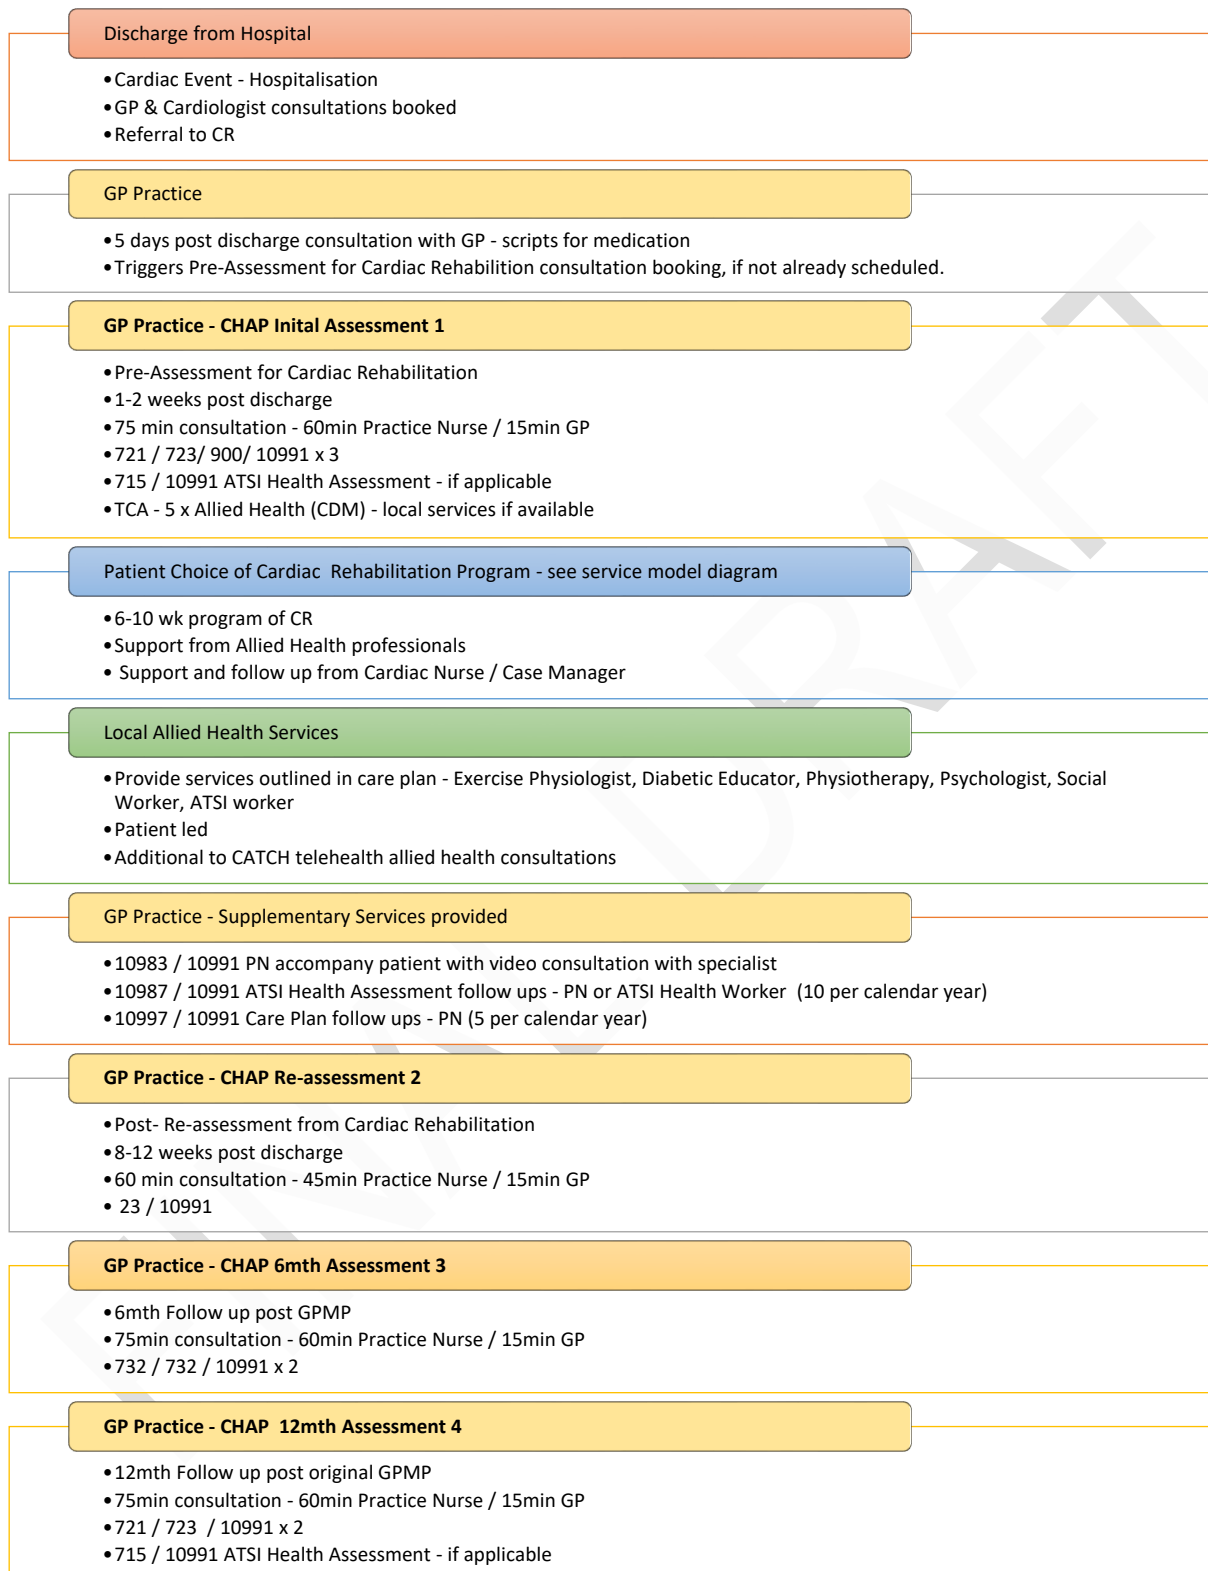 Discharge from Hospital
•Cardiac Event - Hospitalisation
•GP & Cardiologist consultations booked
•Referral to CR
GP Practice
•5 days post discharge consultation with GP - scripts for medication
•Triggers Pre-Assessment for Cardiac Rehabilition consultation booking, if not already scheduled.
GP Practice - CHAP Inital Assessment 1
•Pre-Assessment for Cardiac Rehabilitation
•1-2 weeks post discharge
•75 min consultation - 60min Practice Nurse / 15min GP
•721 / 723/ 900/ 10991 x 3
•715 / 10991 ATSI Health Assessment - if applicable
•TCA - 5 x Allied Health (CDM) - local services if available
Patient Choice of Cardiac  Rehabilitation Program - see service model diagram
•6-10 wk program of CR
•Support from Allied Health professionals
• Support and follow up from Cardiac Nurse / Case Manager
Local Allied Health Services
•Provide services outlined in care plan - Exercise Physiologist, Diabetic Educator, Physiotherapy, Psychologist, Social
Worker, ATSI worker
•Patient led
•Additional to CATCH telehealth allied health consultations
GP Practice - Supplementary Services provided
•10983 / 10991 PN accompany patient with video consultation with specialist
•10987 / 10991 ATSI Health Assessment follow ups - PN or ATSI Health Worker  (10 per calendar year)
•10997 / 10991 Care Plan follow ups - PN (5 per calendar year)
GP Practice - CHAP Re-assessment 2
•Post- Re-assessment from Cardiac Rehabilitation
•8-12 weeks post discharge
•60 min consultation - 45min Practice Nurse / 15min GP
• 23 / 10991
GP Practice - CHAP 6mth Assessment 3
•6mth Follow up post GPMP
•75min consultation - 60min Practice Nurse / 15min GP
•732 / 732 / 10991 x 2
GP Practice - CHAP  12mth Assessment 4
•12mth Follow up post original GPMP
•75min consultation - 60min Practice Nurse / 15min GP
•721 / 723  / 10991 x 2
•715 / 10991 ATSI Health Assessment - if applicable
FINAL DRAFT